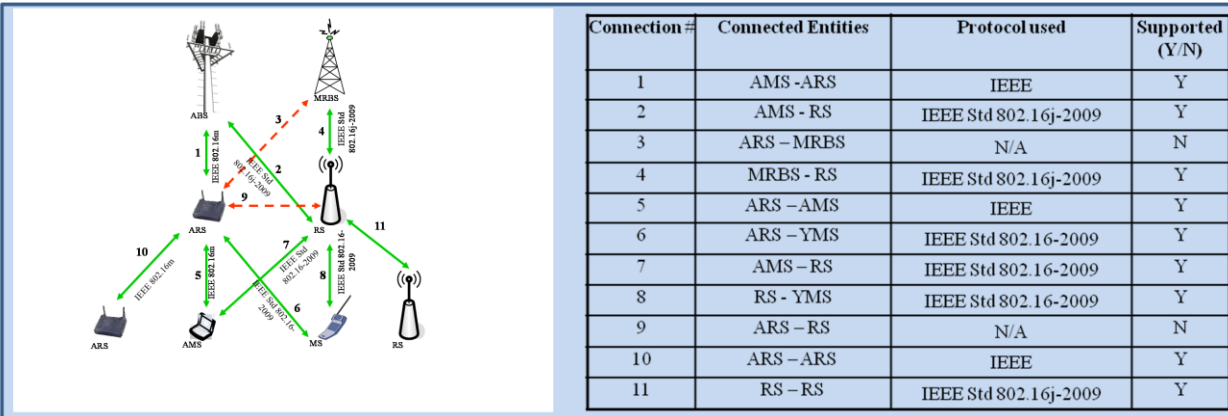 ABS
MRBS
3
4
IEEE Std
802.16j-2009
1
IEEE 802.16m
2
IEEE Std
802.16j-2009
9
ARS
RS
11
10
IEEE 802.16m
5
IEEE 802.16m
7
IEEE Std
802.16-2009
8
IEEE Std 802.16-
2009
6
IEEE Std 802.16-
2009
ARS
AMS
MS
RS
Connection # Connected Entities Protocol used Supported
(Y/N)
1 AMS -ARS IEEE Y
2 AMS - RS IEEE Std 802.16j-2009 Y
3 ARS – MRBS N/A N
4 MRBS - RS IEEE Std 802.16j-2009 Y
5 ARS – AMS IEEE Y
6 ARS – YMS IEEE Std 802.16-2009 Y
7 AMS – RS IEEE Std 802.16-2009 Y
8 RS - YMS IEEE Std 802.16-2009 Y
9 ARS – RS N/A N
10 ARS – ARS IEEE Y
11 RS – RS IEEE Std 802.16j-2009 Y